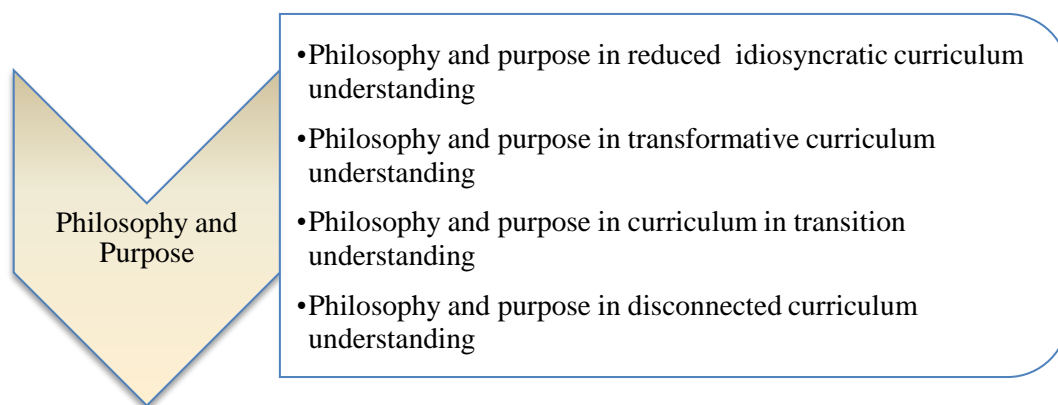 Philosophy and
Purpose
•Philosophy and purpose in reduced  idiosyncratic curriculum
understanding
•Philosophy and purpose in transformative curriculum
understanding
•Philosophy and purpose in curriculum in transition
understanding
•Philosophy and purpose in disconnected curriculum
understanding